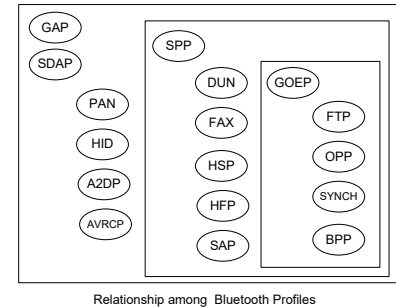 GAP
SDAP
PAN
HID
A2DP
AVRCP
SPP
DUN
FAX
HSP
HFP
SAP
GOEP
FTP
OPP
SYNCH
BPP
Relationship among Bluetooth Profiles